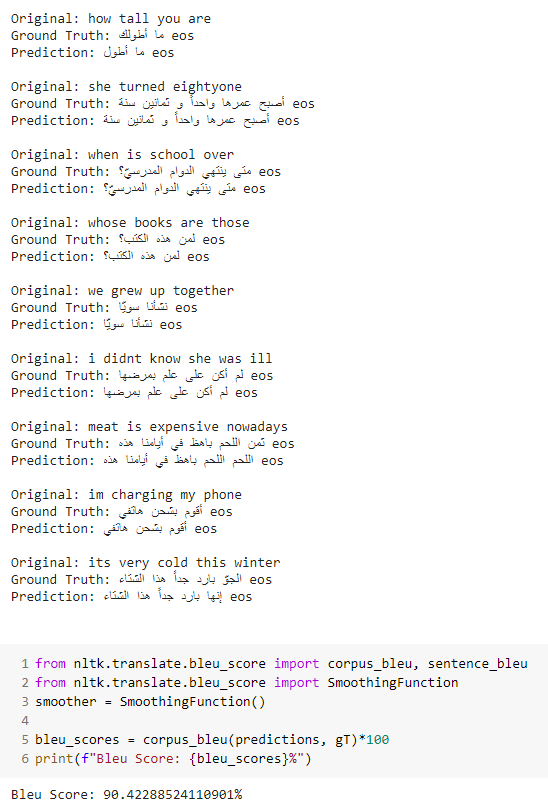 Original: how tall you are
Ground Truth: ما أطولك eos
Prediction: ما أطول eos
Original: she turned eightyone
Ground Truth: أصبح عمرها واحداً و ثمانين سنة eos
Prediction: أصبح عمرها واحداً و ثمانين سنة eos
Original: when is school over
Ground Truth: متى ينتهي الدوام المدرسيّ؟ eos
Prediction: متى ينتهي الدوام المدرسيّ؟ eos
Original: whose books are those
Ground Truth: لمن هذه الكتب؟ eos
Prediction: لمن هذه الكتب؟ eos
Original: we grew up together
Ground Truth: نشأنا سويًّا eos
Prediction: نشأنا سويًّا eos
Original: i didnt know she was ill
Ground Truth: لم أكن على علم بمرضها eos
Prediction: لم أكن على علم بمرضها eos
Original: meat is expensive nowadays
Ground Truth: ثمن اللحم باهظ في أيامنا هذه eos
Prediction: اللحم اللحم باهظ في أيامنا هذه eos
Original: im charging my phone
Ground Truth: أقوم بشحن هاتفي eos
Prediction: أقوم بشحن هاتفي eos
Original: its very cold this winter
Ground Truth: الجوّ بارد جداً هذا الشتاء eos
Prediction: إنها بارد جداً هذا الشتاء eos
1 from nltk.translate.bleu_score import corpus_bleu, sentence_bleu
2 from nltk.translate.bleu_score import SmoothingFunction
3 smoother = SmoothingFunction()
4
5 bleu_scores = corpus_bleu(predictions, gT)*100
6 print(f"Bleu Score: {bleu_scores}%")
Bleu Score: 90.42288524110901%